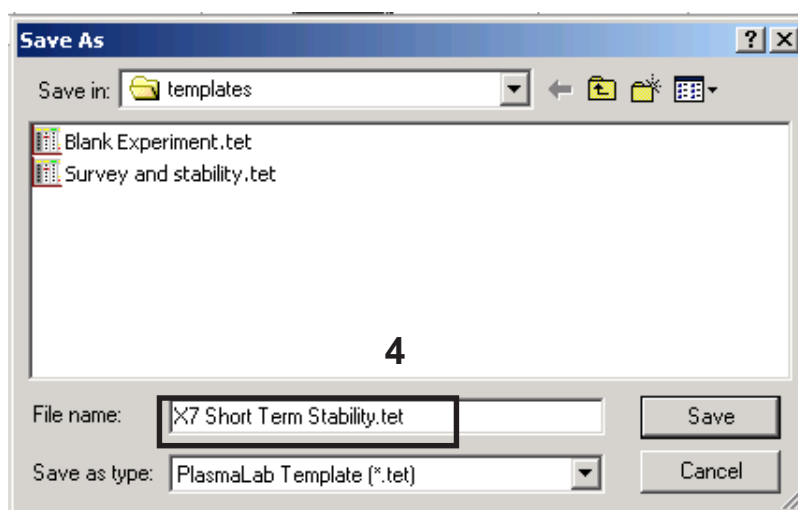 Save As
Save in: templates
Blank Experiment.tet
Survey and stability.tet
4
File name: X7 Short Term Stability.tet Save
Save as type: PlasmaLab Template (*.tet) Cancel